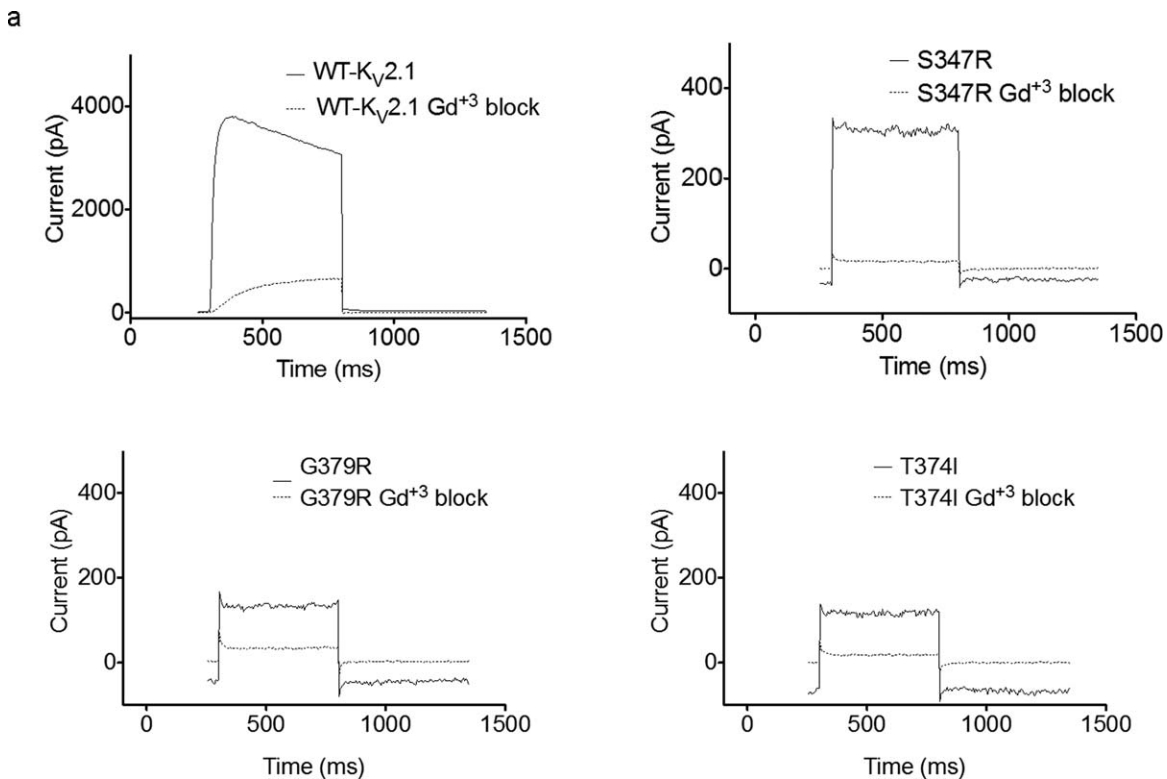 a
WT-KV2.1
WT-KV2.1 Gd+3 block
Current (pA)
4000
2000
0
0
500
1000
1500
Time (ms)
S347R
S347R Gd+3 block
Current (pA)
400
200
0
0
500
1000
1500
Time (ms)
G379R
G379R Gd+3 block
Current (pA)
400
200
0
0
500
1000
1500
Time (ms)
T374I
T374I Gd+3 block
Current (pA)
400
200
0
0
500
1000
1500
Time (ms)